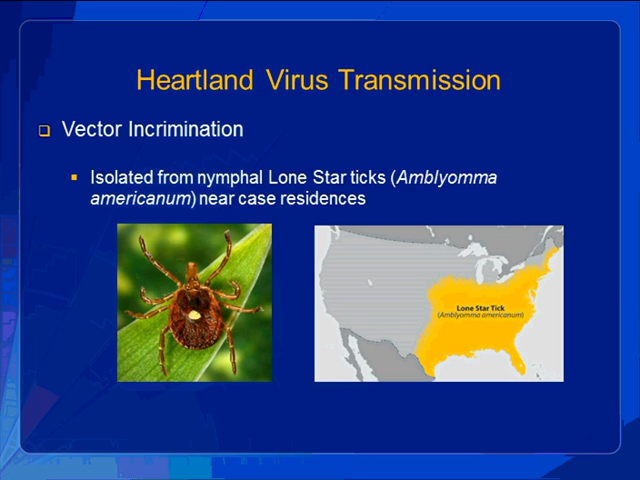 Heartland Virus Transmission
Vector Incrimination
Isolated from nymphal Lone Star ticks (Amblyomma
americanum) near case residences
Lone Star Tick
(Amblyomma americanum)